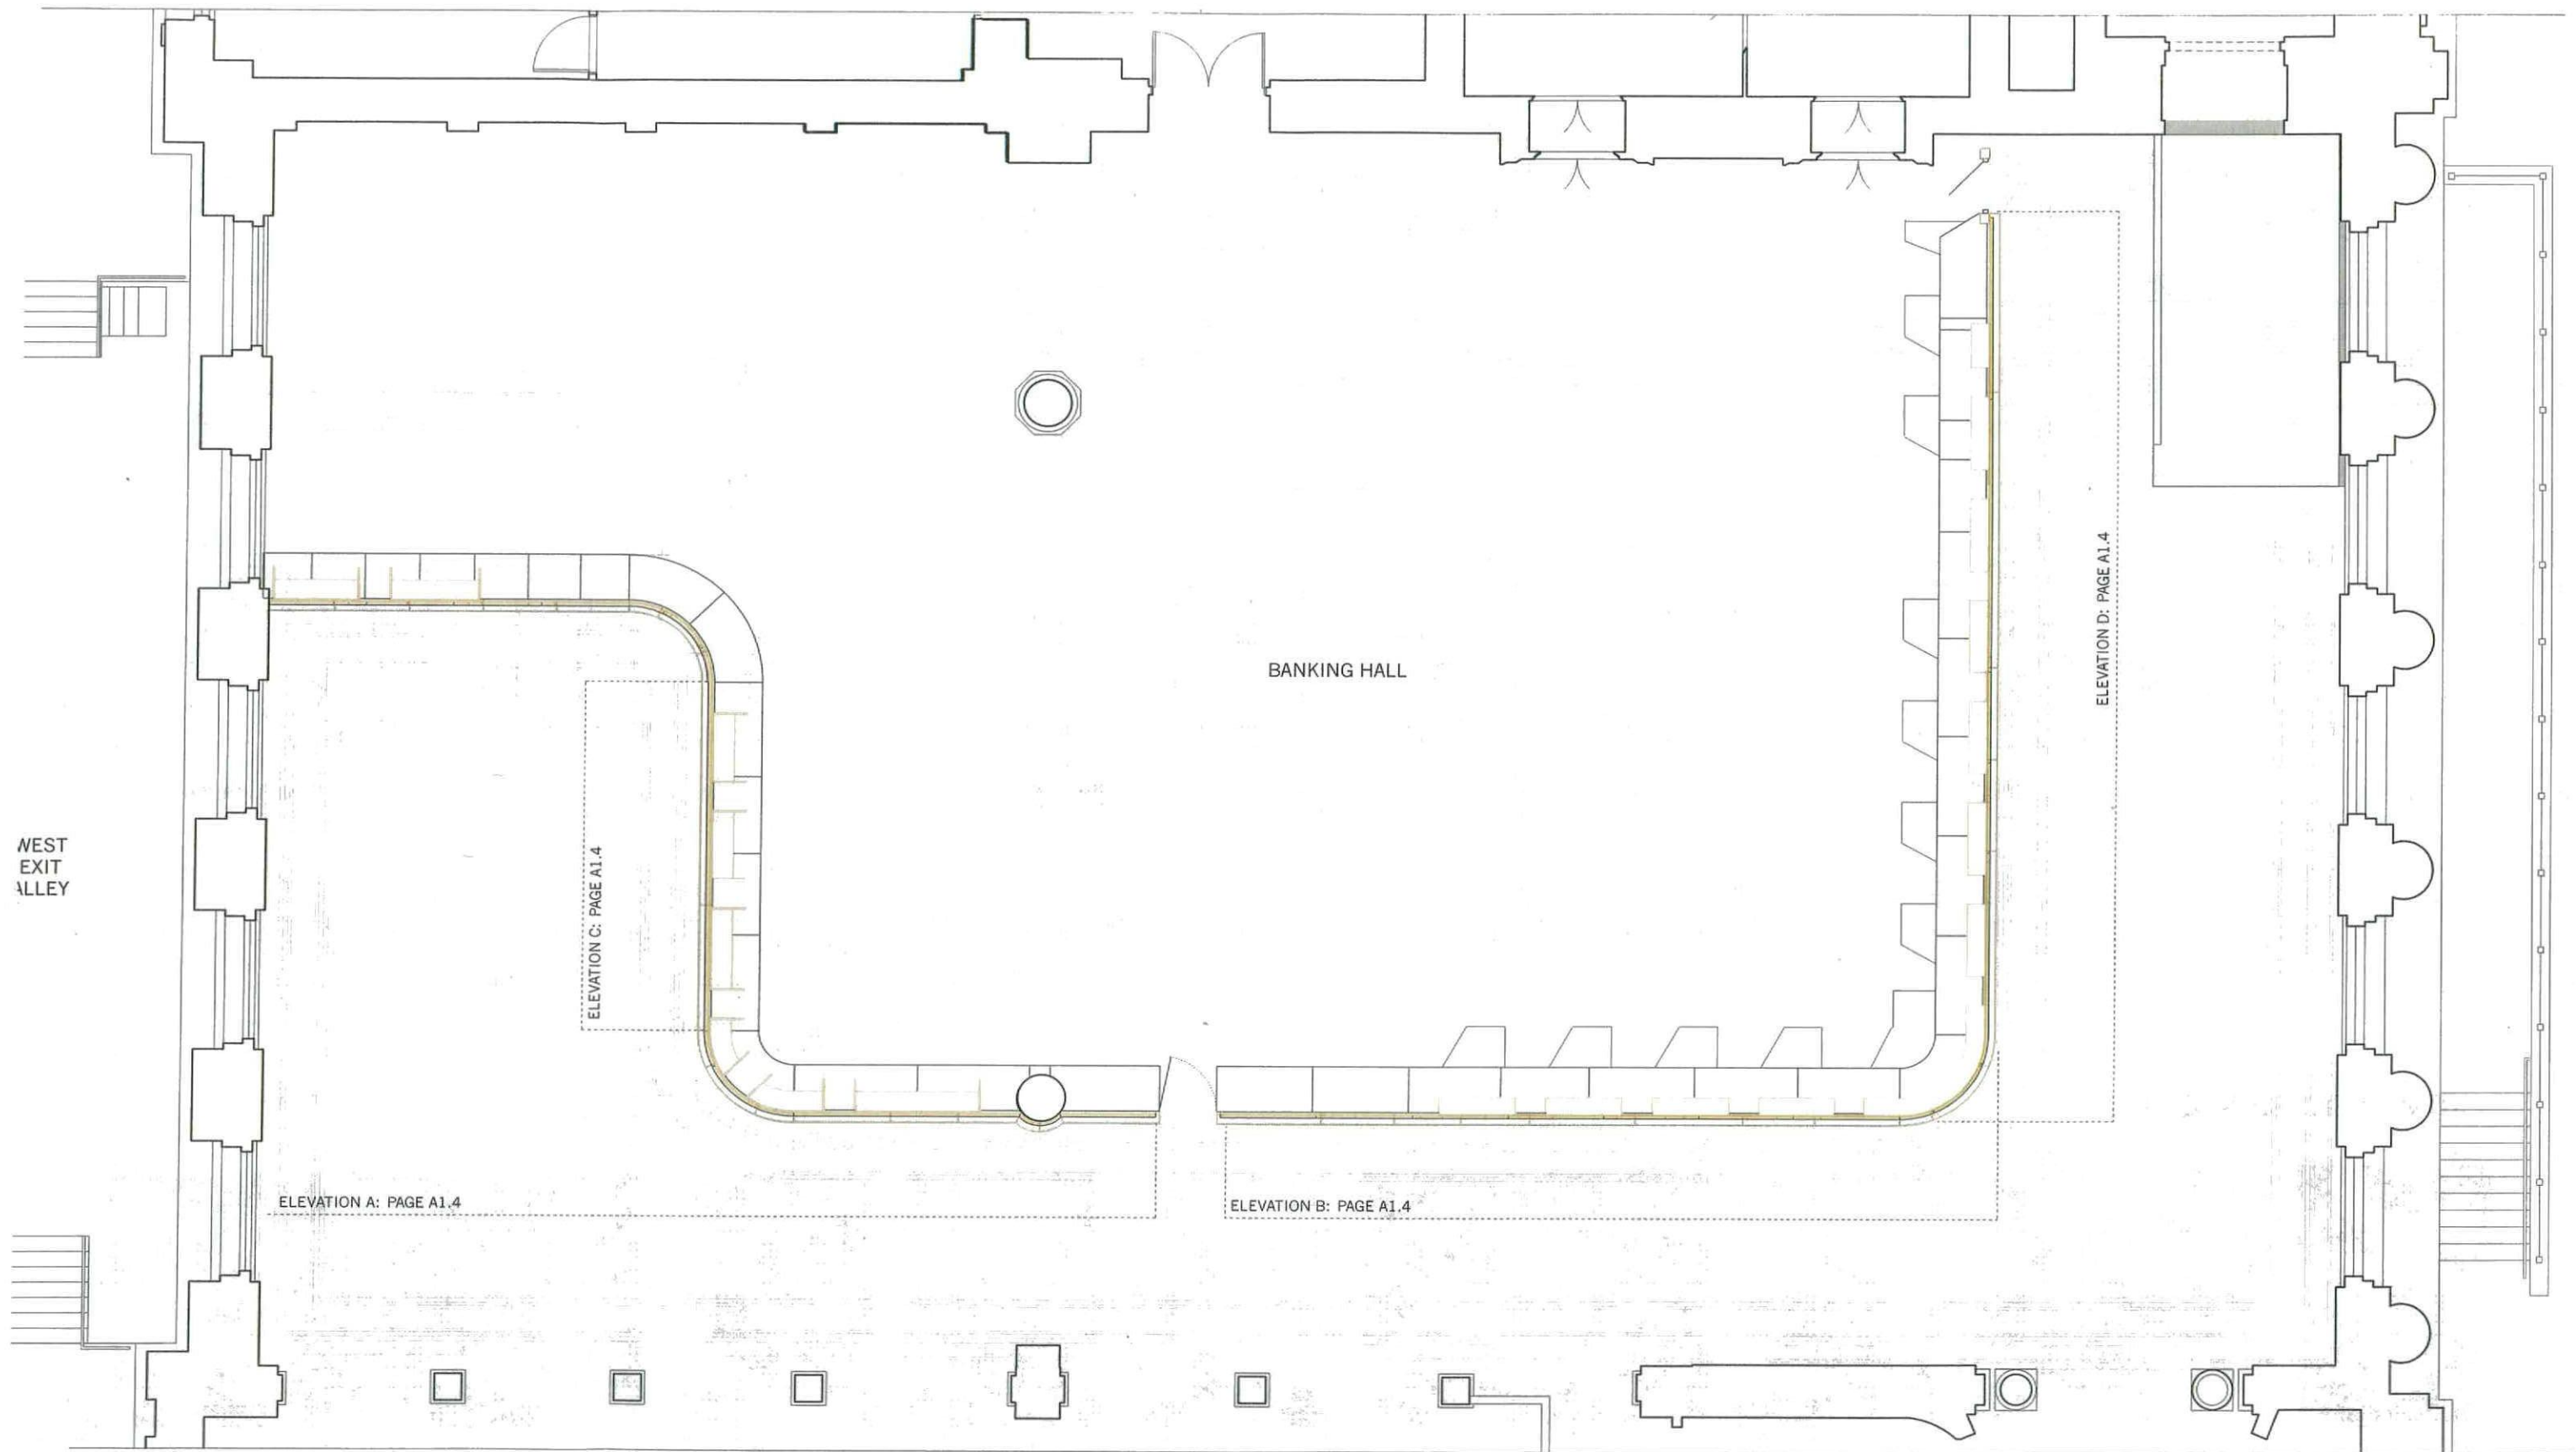 BANKING HALL
ELEVATION D: PAGE A1.4
ELEVATION C: PAGE A1.4
WEST
EXIT
ALLEY
ELEVATION A: PAGE A1.4
ELEVATION B: PAGE A1.4